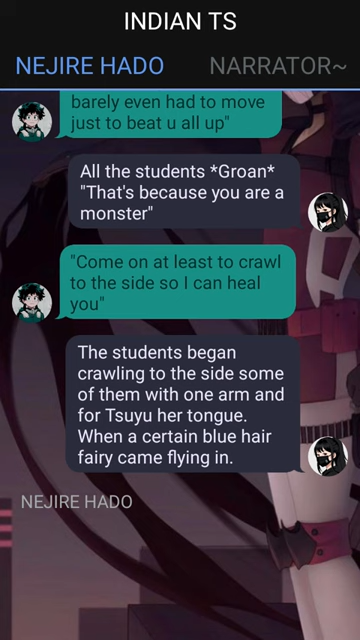 INDIAN TS
NEJIRE HADO
NARRATOR~
barely even had to move
just to beat u all up"
All the students *Groan*
"That's because you are a
monster"
"Come on at least to crawl
to the side so I can heal
you"
The students began
crawling to the side some
of them with one arm and
for Tsuyu her tongue.
When a certain blue hair
fairy came flying in.
NEJIRE HADO